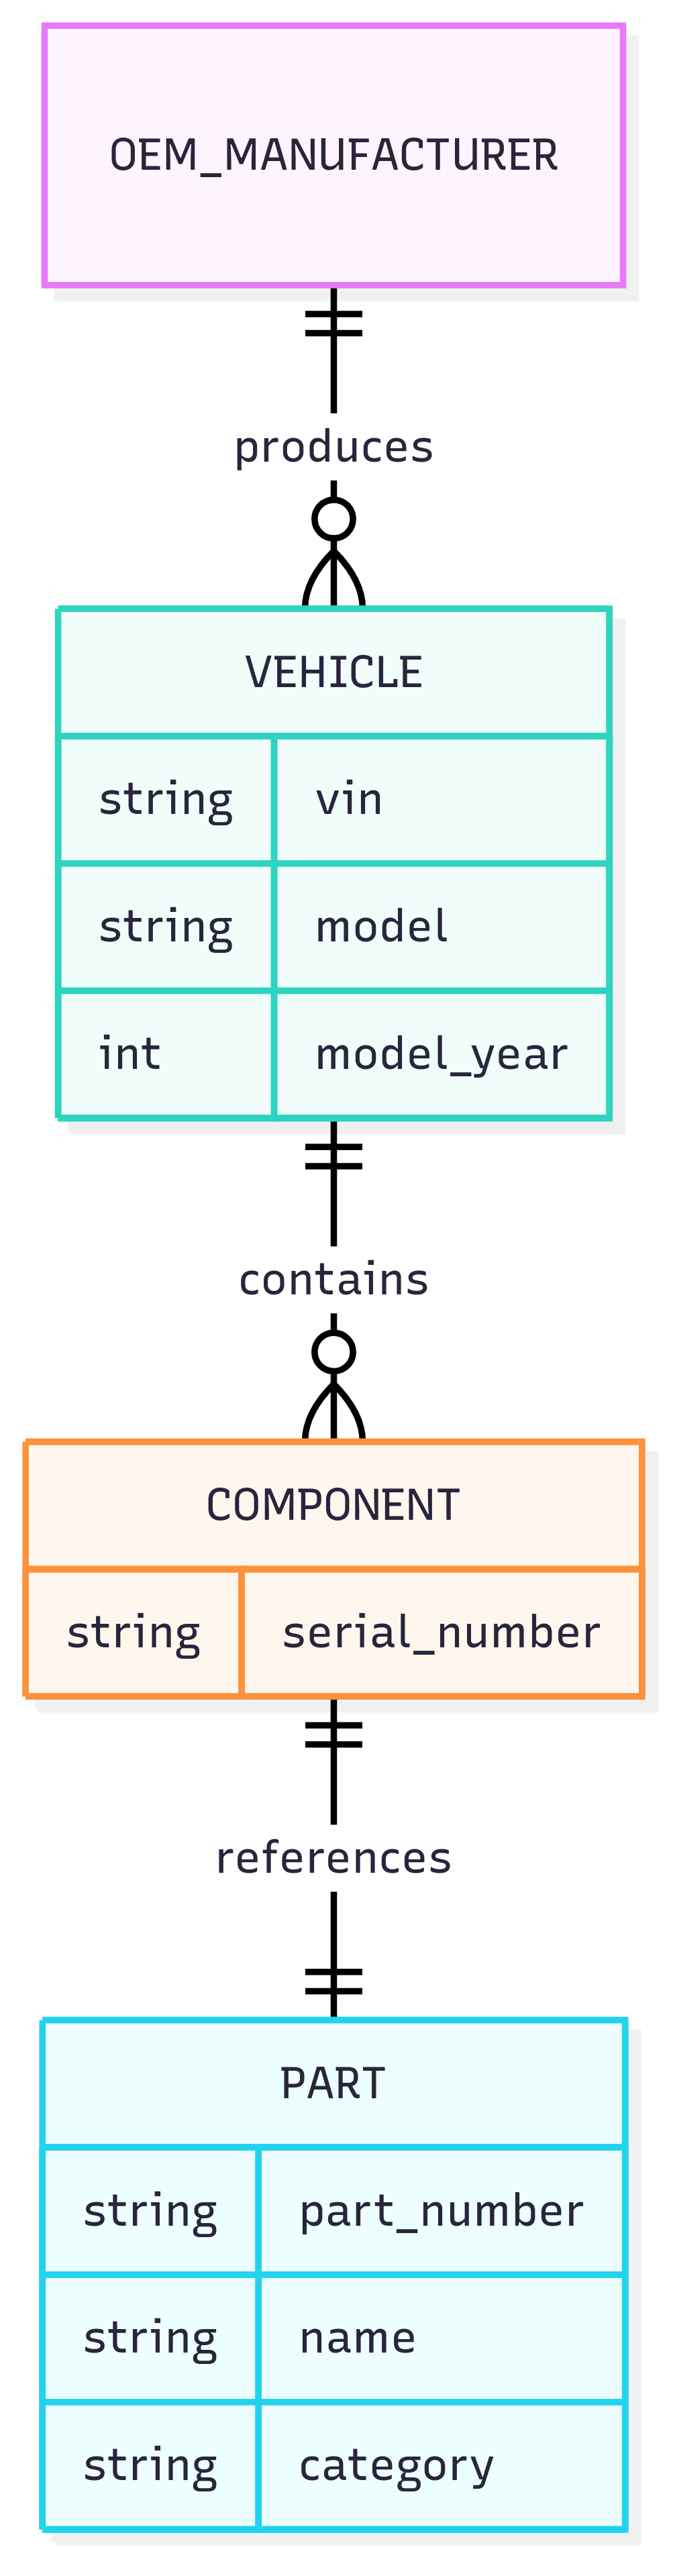 OEM_MANUFACTURER
produces
VEHICLE
string vin
string model
int model_year
contains
COMPONENT
string serial_number
references
PART
string part_number
string name
string category